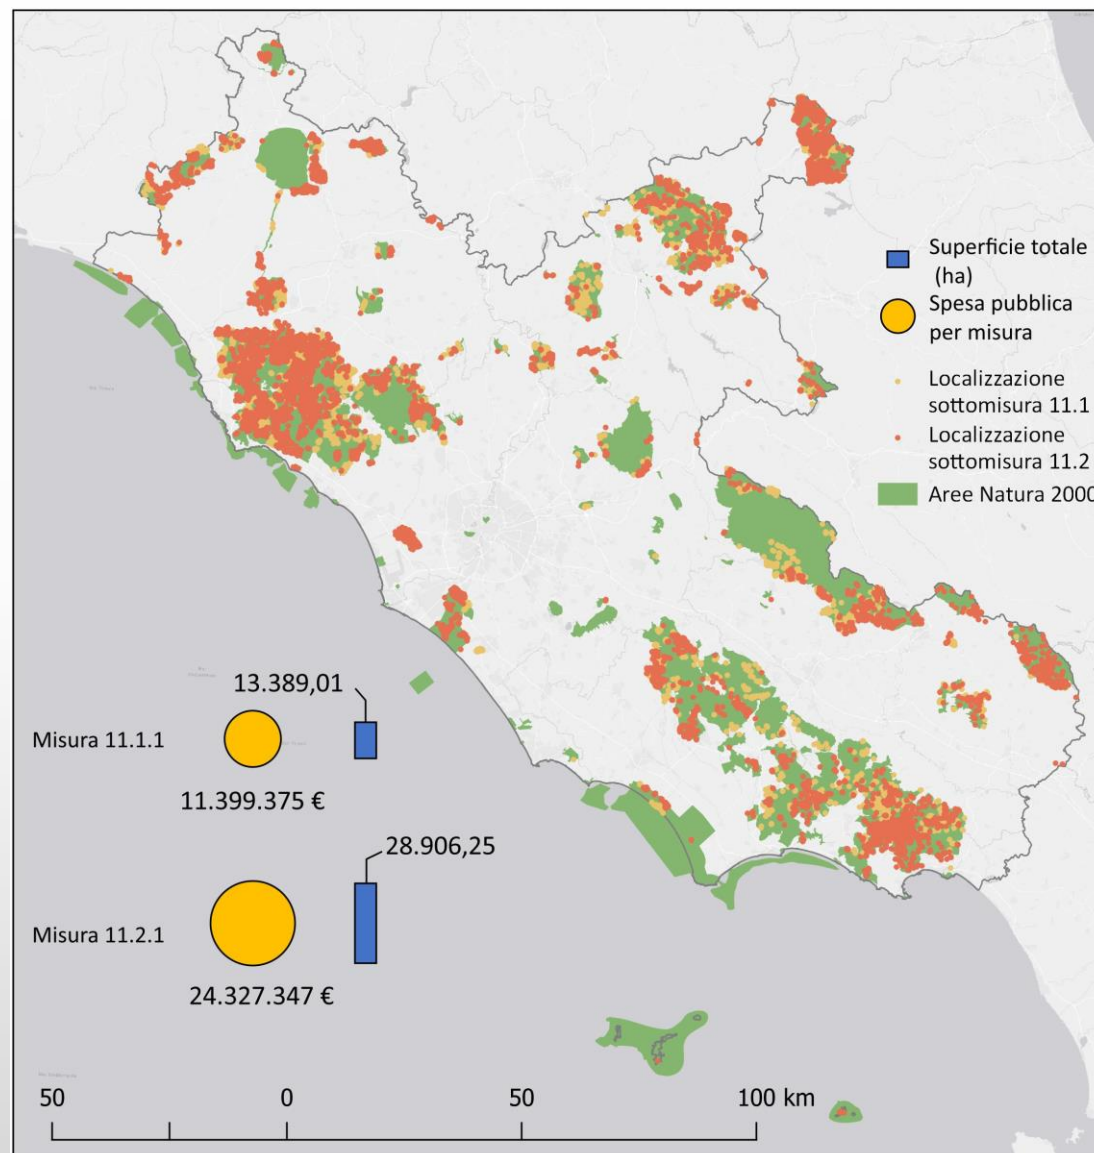 Superficie totale
(ha)
Spesa pubblica
per misura
Localizzazione
sottomisura 11.1
Localizzazione
sottomisura 11.2
Aree Natura 2000
13.389,01
Misura 11.1.1
11.399.375 €
28.906,25
Misura 11.2.1
24.327.347 €
50 0 50 100 km